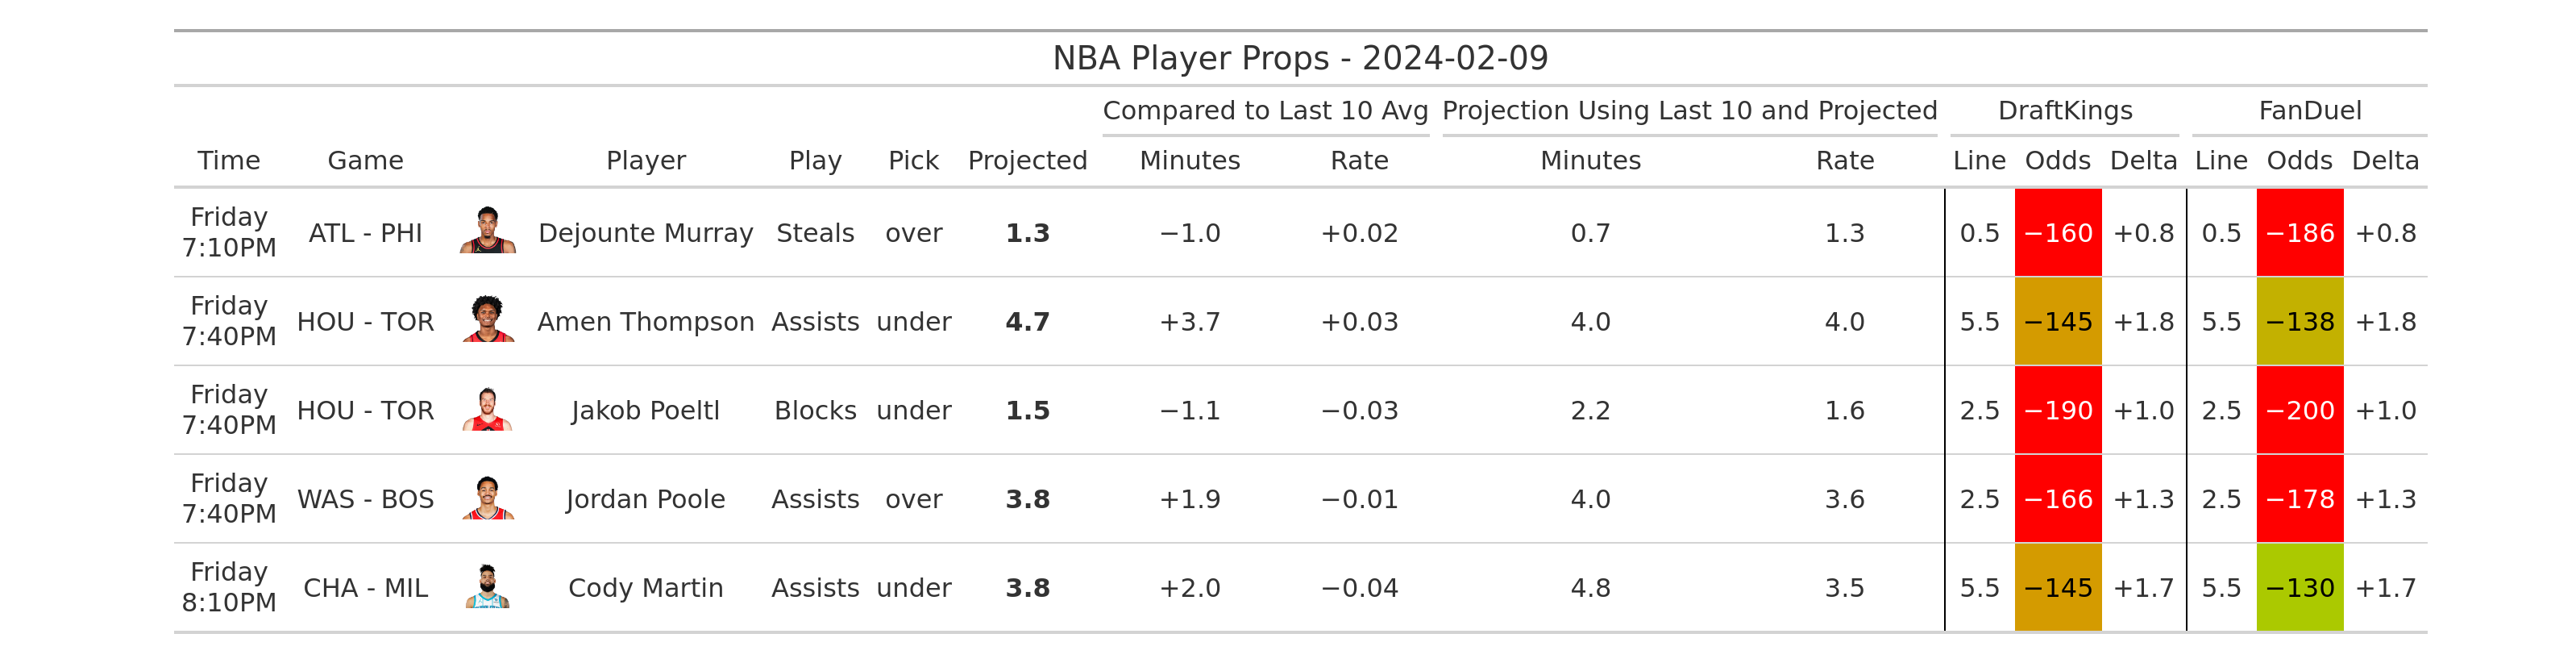 NBA Player Props - 2024-02-09
Compared to Last 10 Avg Projection Using Last 10 and Projected DraftKings FanDuel
Time Game Player Play Pick Projected Minutes Rate Minutes Rate Line Odds Delta Line Odds Delta
Friday
7:10PM ATL - PHI Dejounte Murray Steals over 1.3 −1.0 +0.02 0.7 1.3 0.5 −160 +0.8 0.5 −186 +0.8
Friday
7:40PM HOU - TOR Amen Thompson Assists under 4.7 +3.7 +0.03 4.0 4.0 5.5 −145 +1.8 5.5 −138 +1.8
Friday
7:40PM HOU - TOR Jakob Poeltl Blocks under 1.5 −1.1 −0.03 2.2 1.6 2.5 −190 +1.0 2.5 −200 +1.0
Friday
7:40PM WAS - BOS Jordan Poole Assists over 3.8 +1.9 −0.01 4.0 3.6 2.5 −166 +1.3 2.5 −178 +1.3
Friday
8:10PM CHA - MIL Cody Martin Assists under 3.8 +2.0 −0.04 4.8 3.5 5.5 −145 +1.7 5.5 −130 +1.7